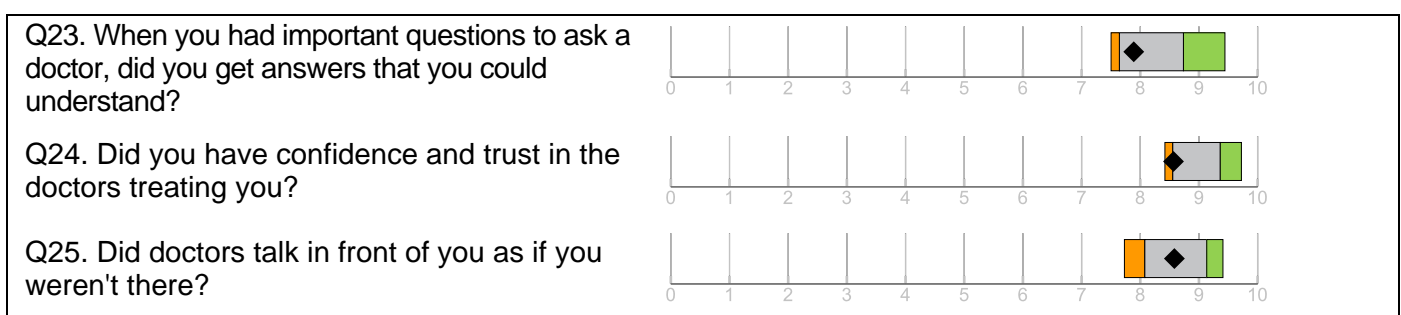 Q23. When you had important questions to ask a
doctor, did you get answers that you could
understand?
0 1 2 3 4 5 6 7 8 9 10
Q24. Did you have confidence and trust in the
doctors treating you?
0 1 2 3 4 5 6 7 8 9 10
Q25. Did doctors talk in front of you as if you
weren't there?
0 1 2 3 4 5 6 7 8 9 10